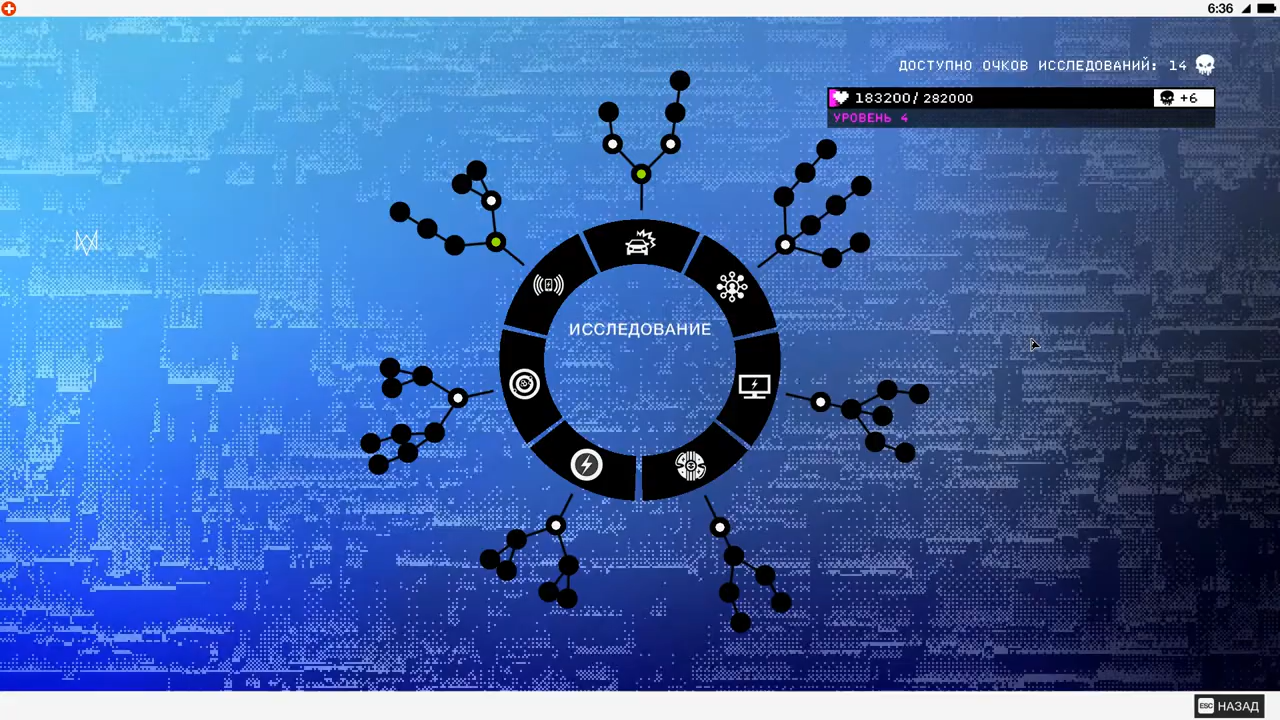 6:36
ДОСТУПНО ОЧКОВ ИССЛЕДОВАНИЙ: 14
183200/ 282000
+6
УРОВЕНЬ 4
ИССЛЕДОВАНИЕ
ESC НАЗАД